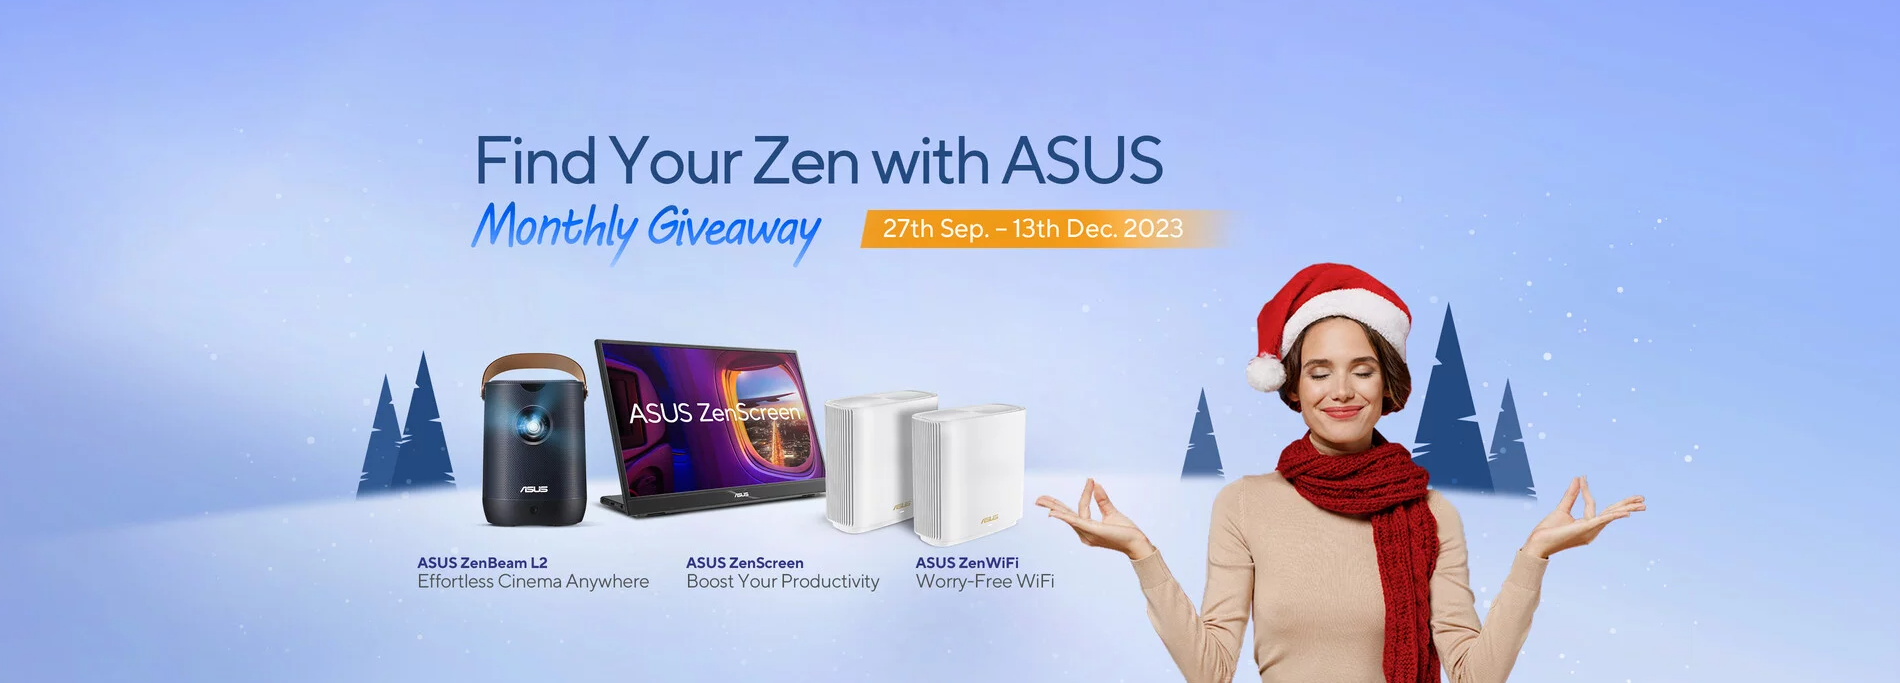 Find Your Zen with ASUS
Monthly Giveaway
27th Sep. – 13th Dec. 2023
ASUS ZenScreen
ASUS
ASUS
ASUS
ASUS
ASUS ZenBeam L2
Effortless Cinema Anywhere
ASUS ZenScreen
Boost Your Productivity
ASUS ZenWiFi
Worry-Free WiFi